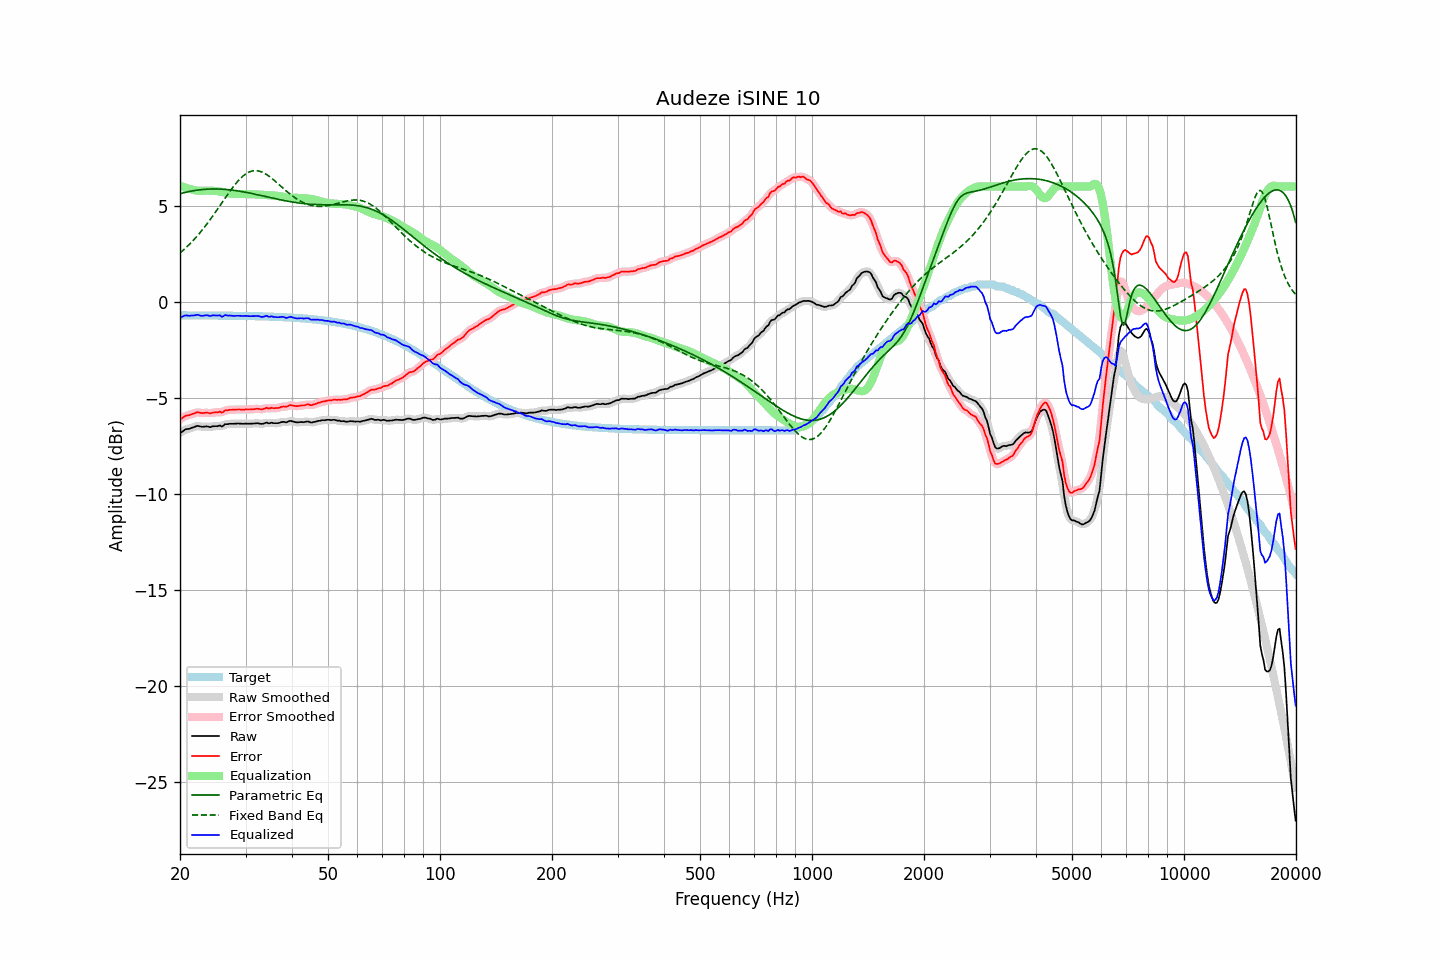 Audeze iSINE 10
Amplitude (dBr)
5
0
−5
−10
−15
−20
−25
Target
Raw Smoothed
Error Smoothed
Raw
Error
Equalization
Parametric Eq
Fixed Band Eq
Equalized
20 50 100 200 500 1000 2000 5000 10000 20000
Frequency (Hz)